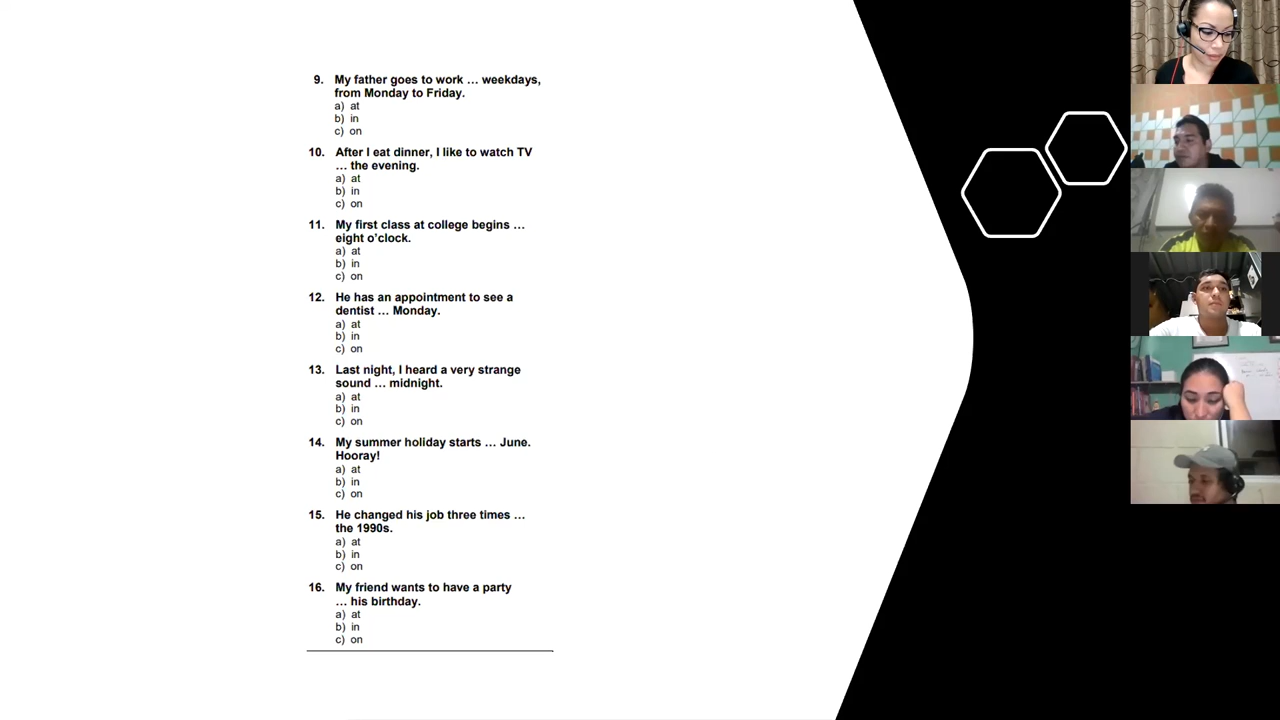 9. My father goes to work … weekdays,
from Monday to Friday.
a) at
b) in
c) on
10. After I eat dinner, I like to watch TV
… the evening.
a) at
b) in
c) on
11. My first class at college begins …
eight o'clock.
a) at
b) in
c) on
12. He has an appointment to see a
dentist … Monday.
a) at
b) in
c) on
13. Last night, I heard a very strange
sound … midnight.
a) at
b) in
c) on
14. My summer holiday starts … June.
Hooray!
a) at
b) in
c) on
15. He changed his job three times …
the 1990s.
a) at
b) in
c) on
16. My friend wants to have a party
… his birthday.
a) at
b) in
c) on